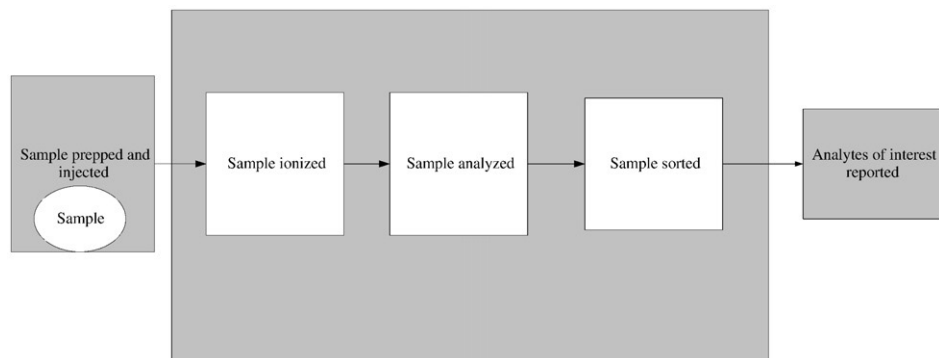 Sample prepped and
injected
Sample
Sample ionized
Sample analyzed
Sample sorted
Analytes of interest
reported